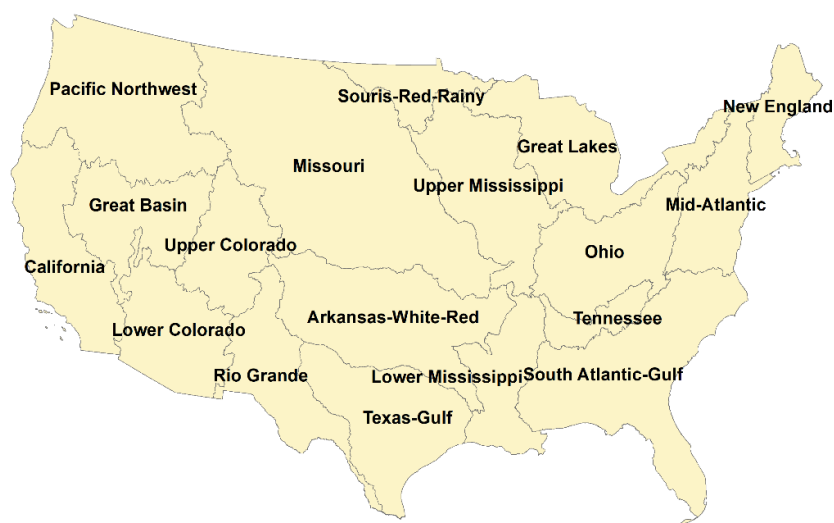 Pacific Northwest
Souris-Red-Rainy
New England
Great Lakes
Missouri
Upper Mississippi
Great Basin
Mid-Atlantic
Upper Colorado
Ohio
California
Arkansas-White-Red
Tennessee
Lower Colorado
Rio Grande
Lower Mississippi
South Atlantic-Gulf
Texas-Gulf